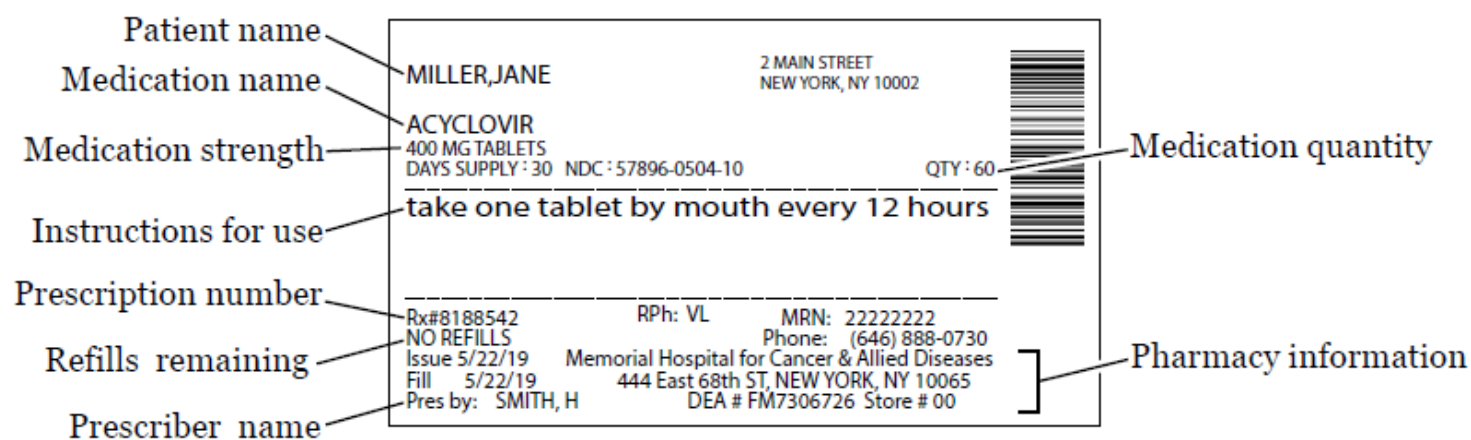 Patient name
Medication name
Medication strength
Instructions for use
Prescription number
Refills remaining
Prescriber name
MILLER,JANE 2 MAIN STREET
NEW YORK, NY 10002
ACYCLOVIR
400 MG TABLETS
DAYS SUPPLY : 30 NDC : 57896-0504-10 QTY : 60
take one tablet by mouth every 12 hours
Rx#8188542 RPh: VL MRN: 22222222
NO REFILLS Phone: (646) 888-0730
Issue 5/22/19 Memorial Hospital for Cancer & Allied Diseases
Fill 5/22/19 444 East 68th ST, NEW YORK, NY 10065
Pres by: SMITH, H DEA # FM7306726 Store # 00
Medication quantity
Pharmacy information